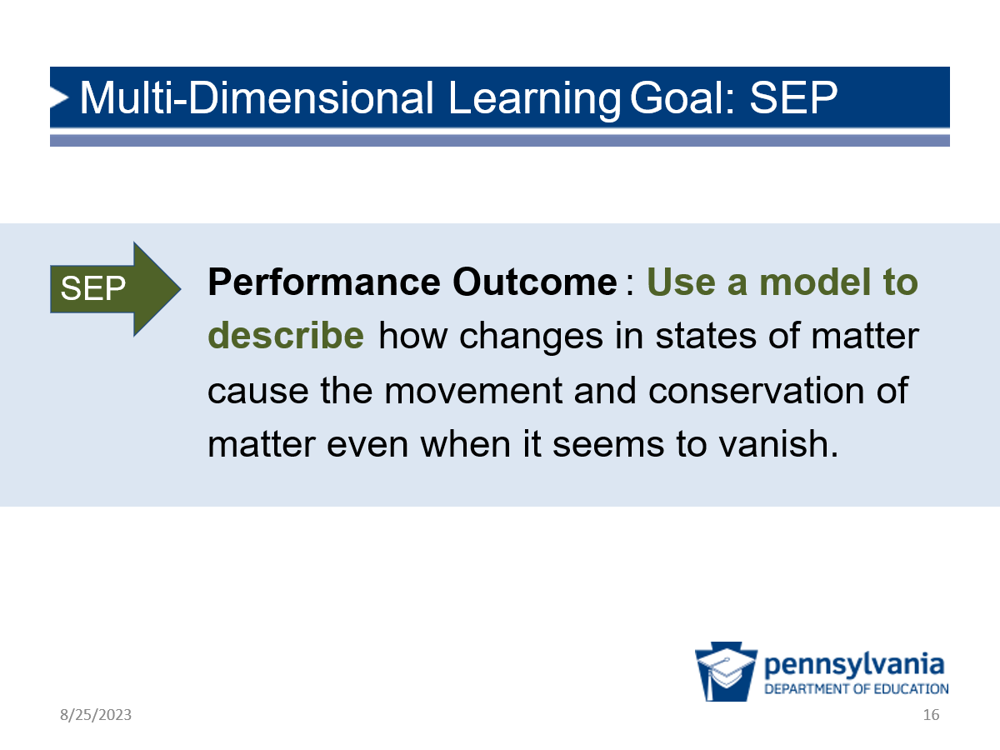 Multi-Dimensional Learning Goal: SEP
SEP
Performance Outcome : Use a model to
describe how changes in states of matter
cause the movement and conservation of
matter even when it seems to vanish.
pennsylvania
DEPARTMENT OF EDUCATION
8/25/2023
16